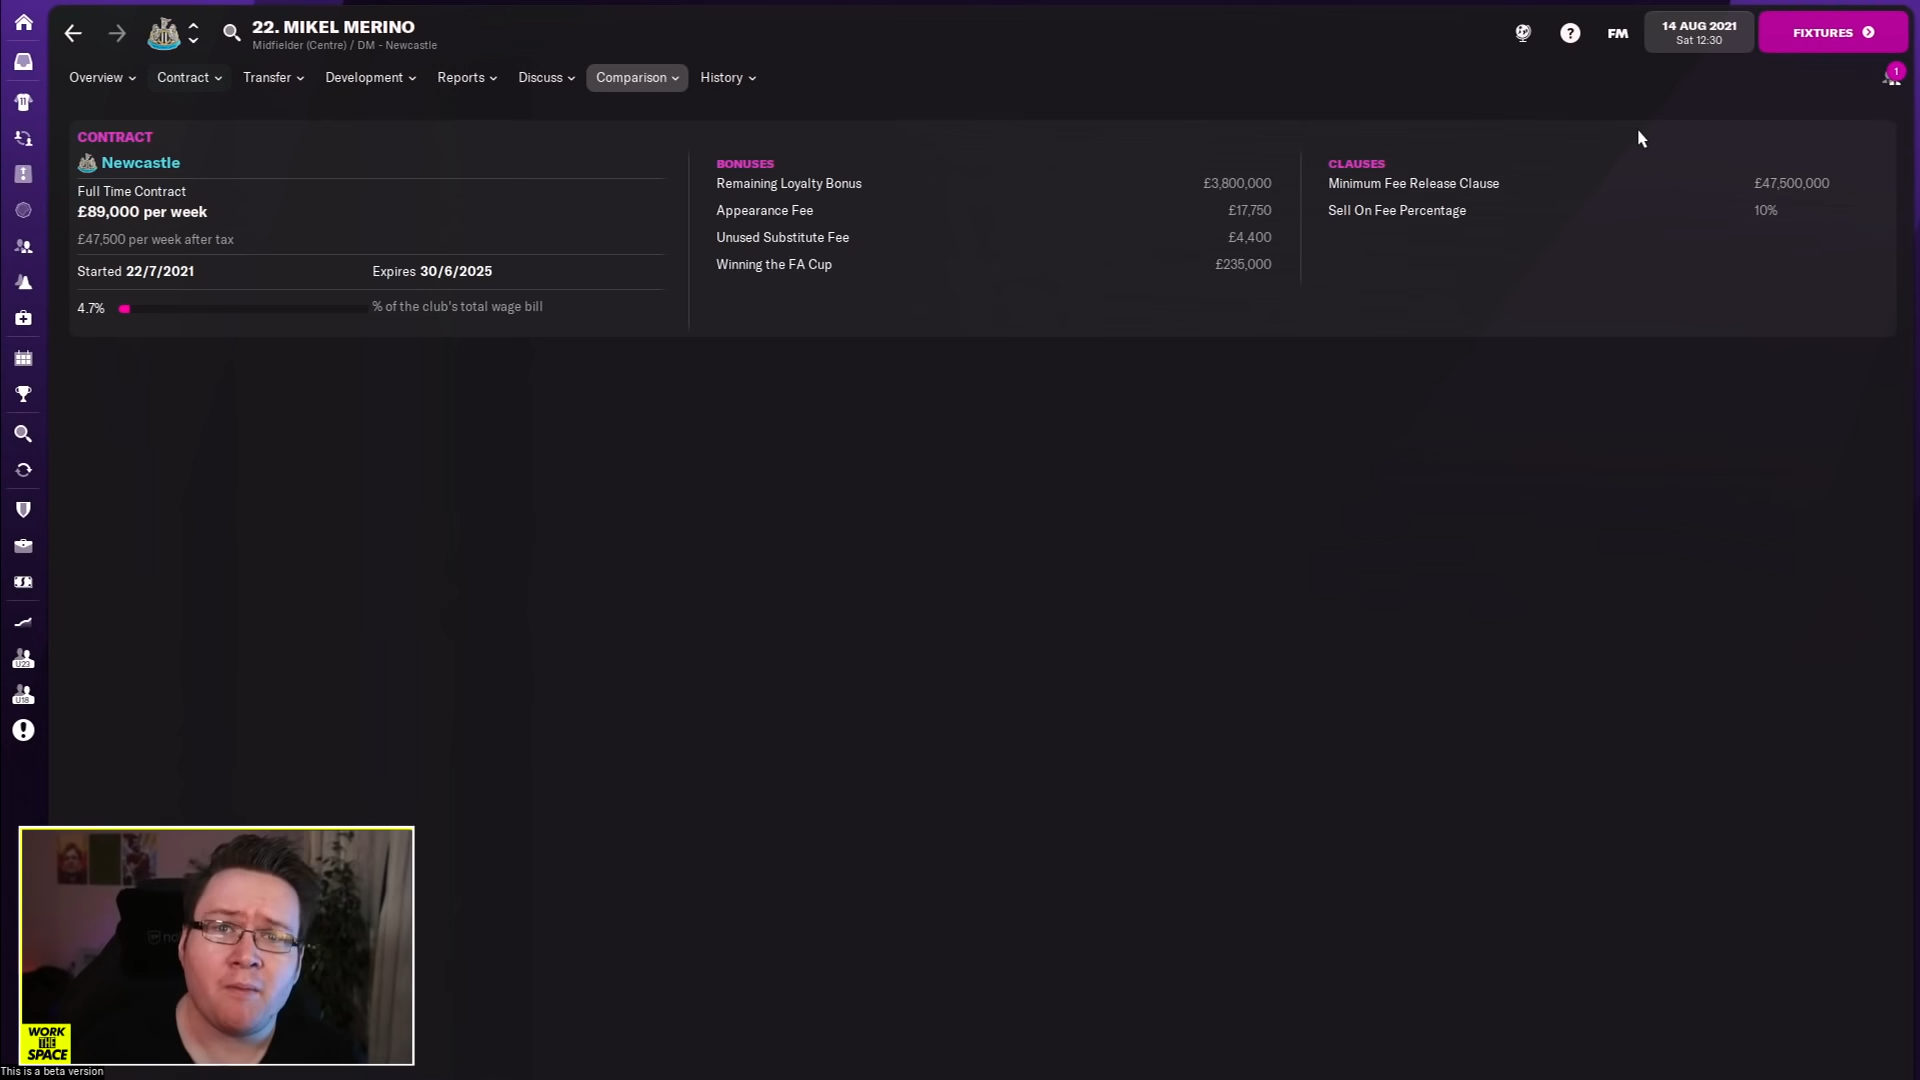 22. MIKEL MERINO
Midfielder (Centre) / DM - Newcastle
FM
14 AUG 2021
Sat 12:30
FIXTURES
Overview
Contract
Transfer
Development
Reports
Discuss
Comparison
History
1
CONTRACT
Newcastle
Full Time Contract
£89,000 per week
£47,500 per week after tax
Started 22/7/2021
Expires 30/6/2025
4.7%
% of the club's total wage bill
BONUSES
Remaining Loyalty Bonus £3,800,000
Appearance Fee £17,750
Unused Substitute Fee £4,400
Winning the FA Cup £235,000
CLAUSES
Minimum Fee Release Clause £47,500,000
Sell On Fee Percentage 10%
U23
U18
WORK
THE
SPACE
This is a beta version